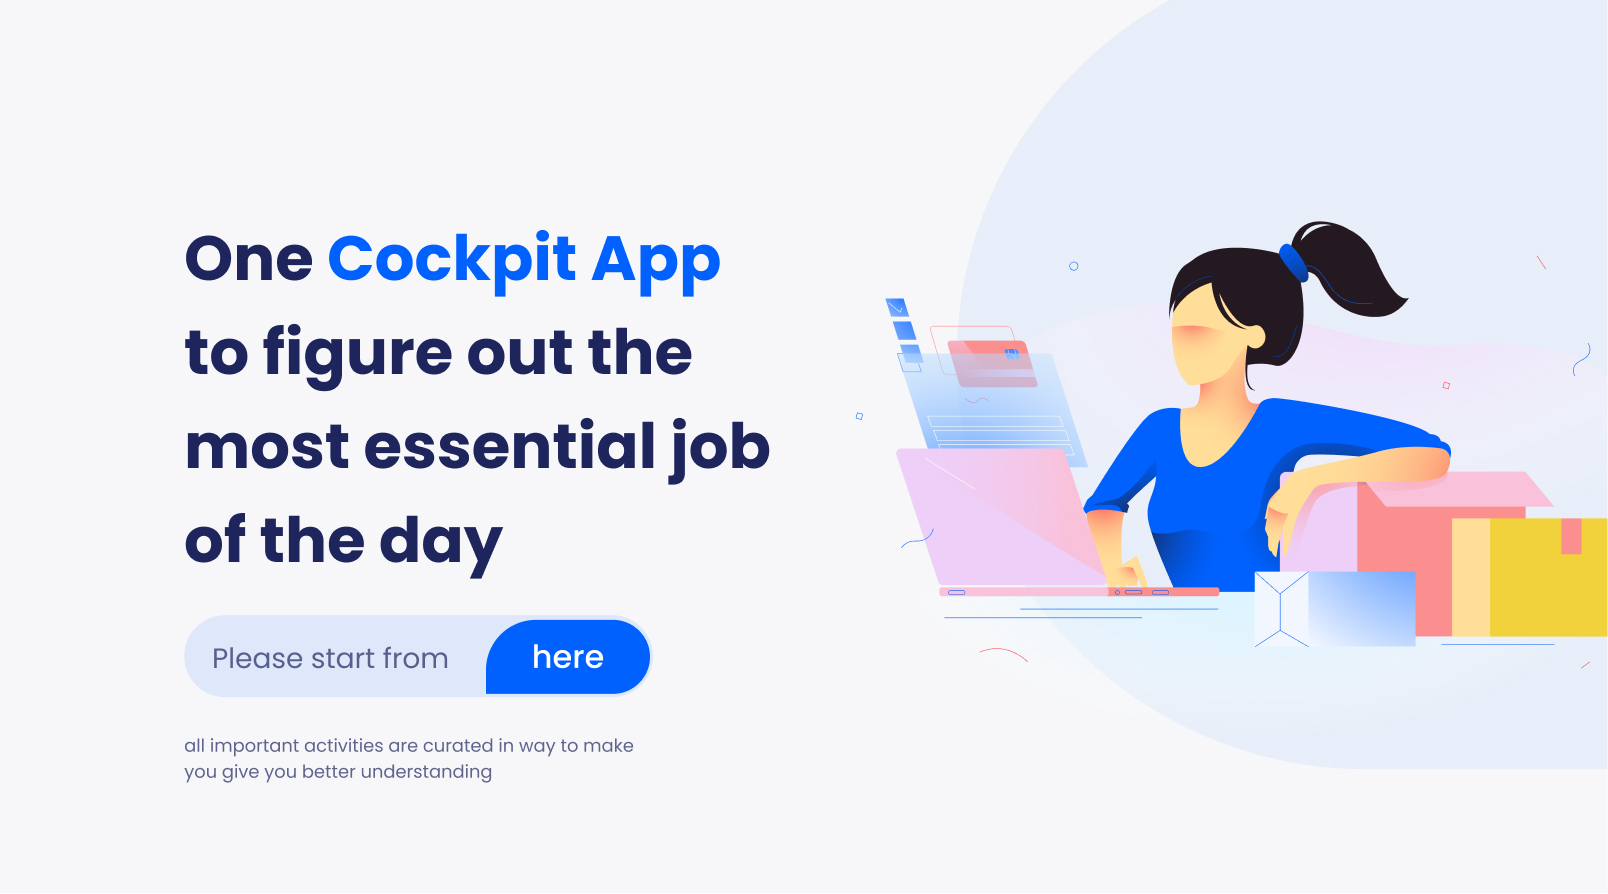 One Cockpit App
to figure out the
most essential job
of the day
Please start from
here
all important activities are curated in way to make
you give you better understanding